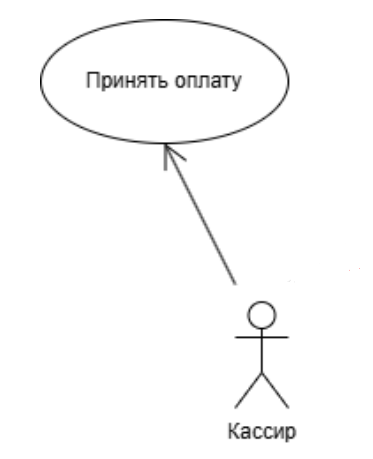 Принять оплату
Кассир